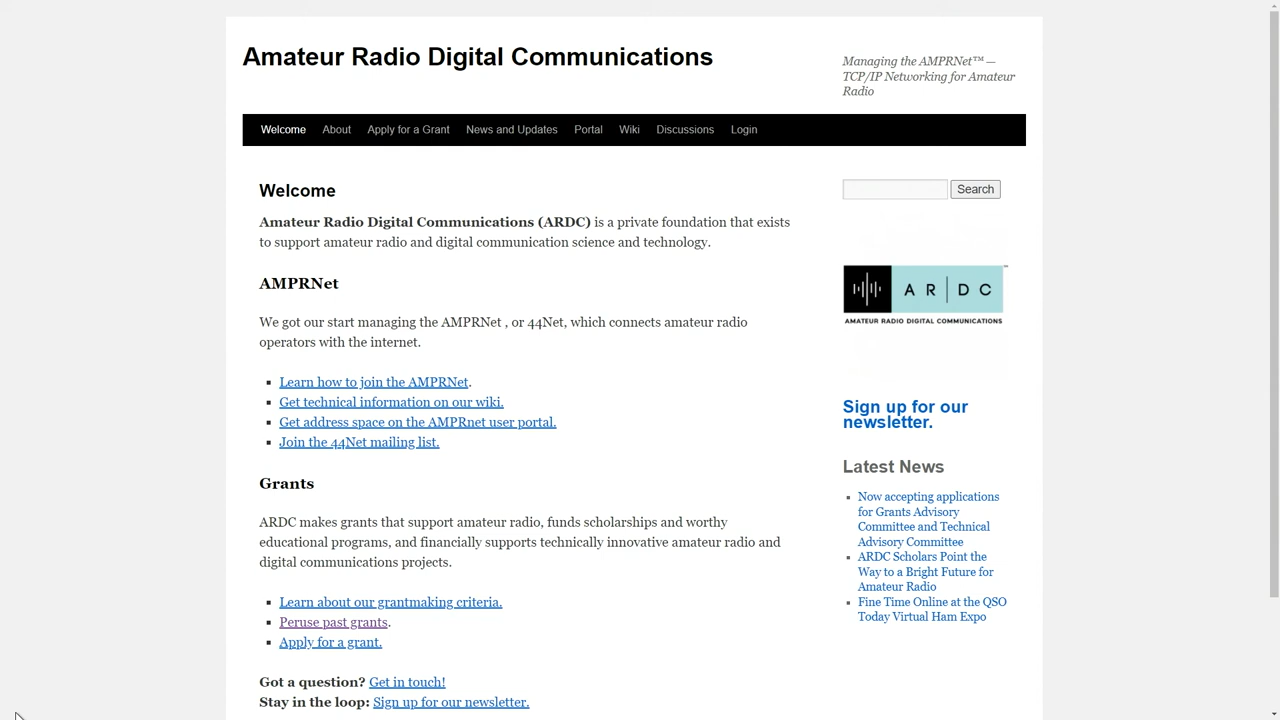 Amateur Radio Digital Communications
Managing the AMPRNet™ —
TCP/IP Networking for Amateur
Radio
Welcome About Apply for a Grant News and Updates Portal Wiki Discussions Login
Welcome
Amateur Radio Digital Communications (ARDC) is a private foundation that exists
to support amateur radio and digital communication science and technology.
AMPRNet
We got our start managing the AMPRNet , or 44Net, which connects amateur radio
operators with the internet.
▪ Learn how to join the AMPRNet.
▪ Get technical information on our wiki.
▪ Get address space on the AMPRnet user portal.
▪ Join the 44Net mailing list.
Grants
ARDC makes grants that support amateur radio, funds scholarships and worthy
educational programs, and financially supports technically innovative amateur radio and
digital communications projects.
▪ Learn about our grantmaking criteria.
▪ Peruse past grants.
▪ Apply for a grant.
Got a question? Get in touch!
Stay in the loop: Sign up for our newsletter.
Search
AR|DC™
AMATEUR RADIO DIGITAL COMMUNICATIONS
Sign up for our
newsletter.
Latest News
▪ Now accepting applications
for Grants Advisory
Committee and Technical
Advisory Committee
▪ ARDC Scholars Point the
Way to a Bright Future for
Amateur Radio
▪ Fine Time Online at the QSO
Today Virtual Ham Expo